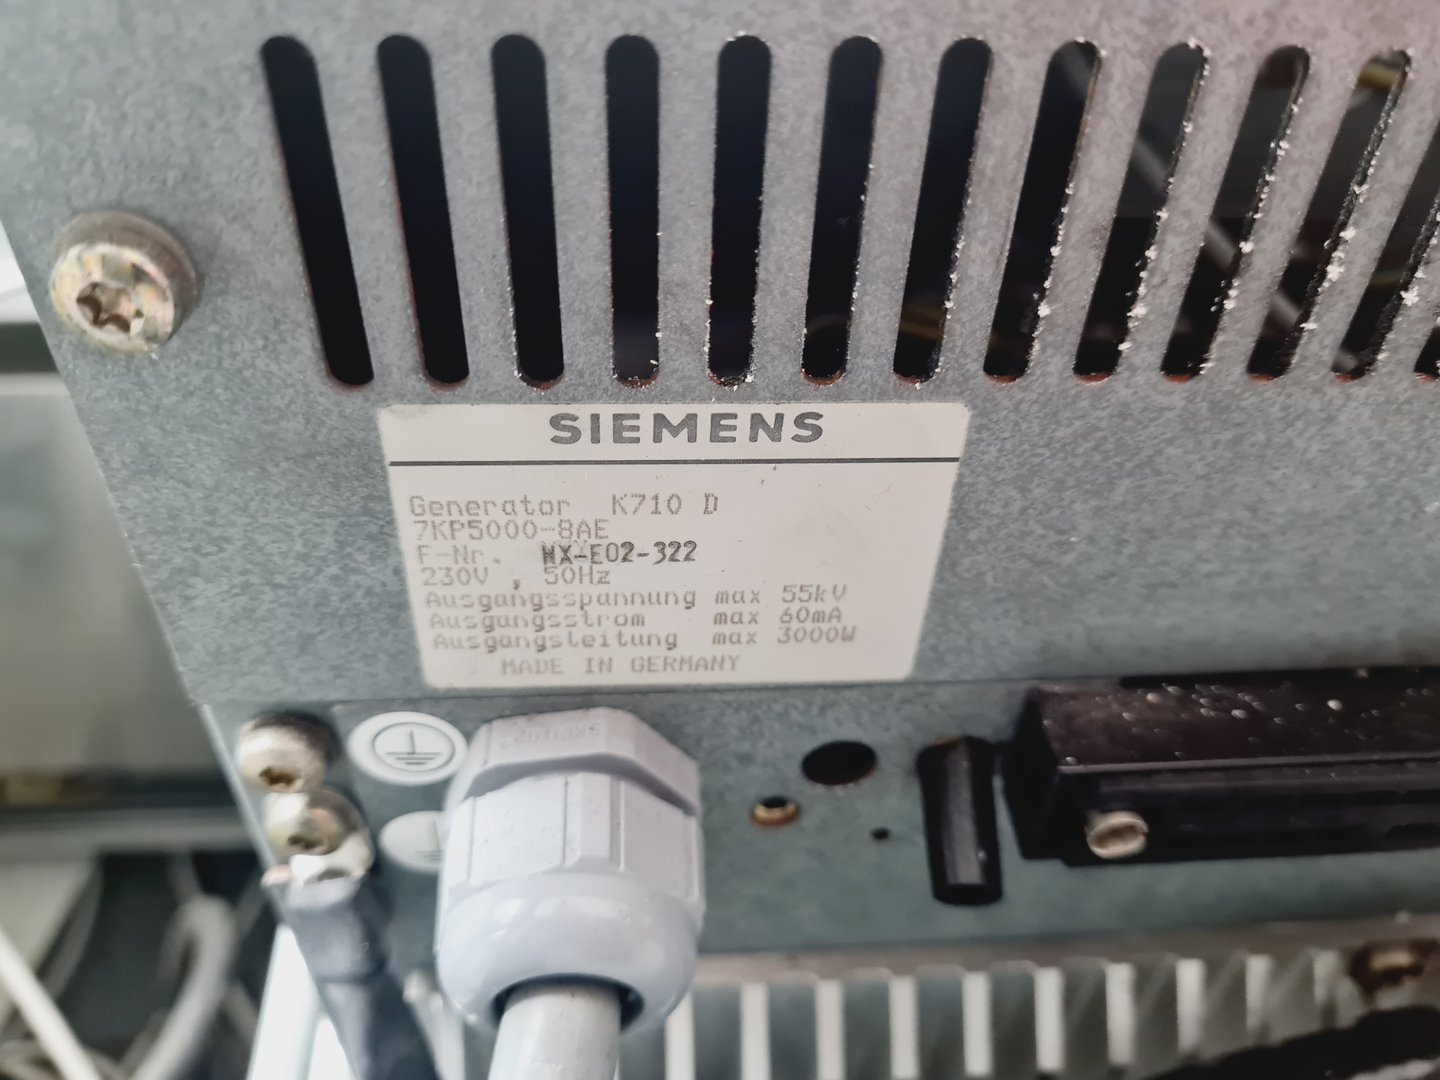 SIEMENS
Generator K710 D
7KP5000-8AE
F-Nr. WX-E02-322
230V , 50Hz
Ausgangsspannung max 55kV
Ausgangsstrom max 60mA
Ausgangsleitung max 3000W
MADE IN GERMANY